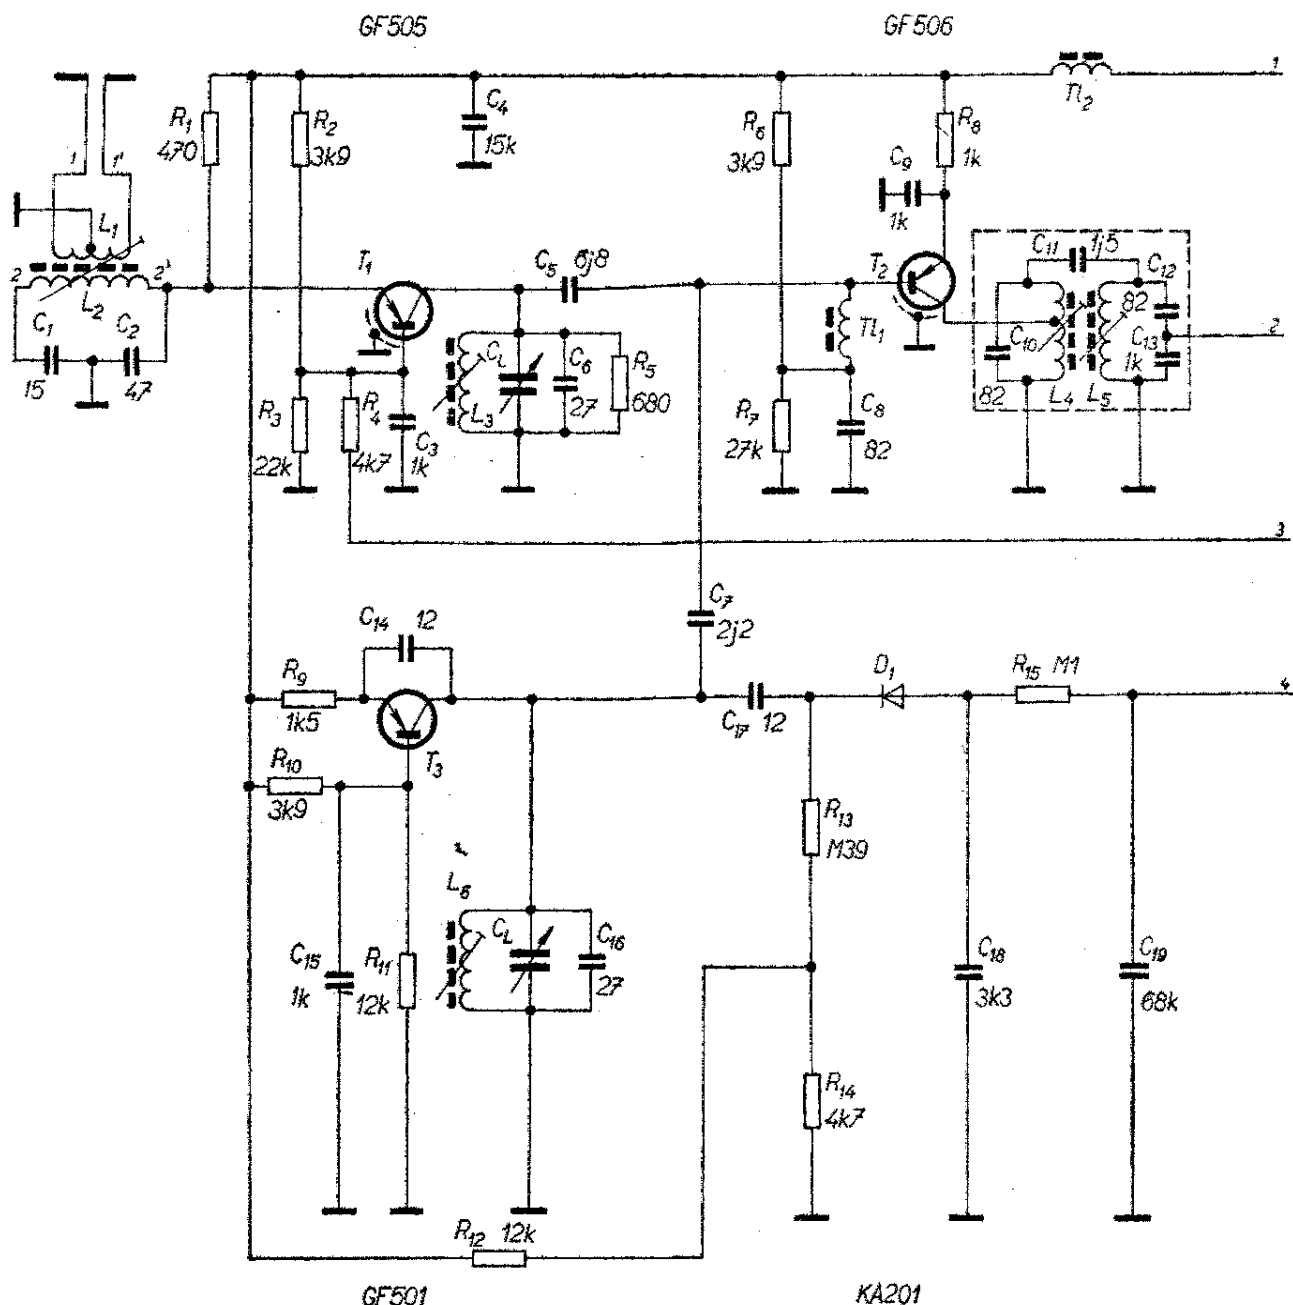 GF505
GF506
1
R1
470
R2
3k9
C4
15k
R6
3k9
C9
1k
R8
1k
Tl2
1
1'
L1
2
2'
L2
C1
15
C2
47
T1
C5
6j8
T2
C11
1j5
C12
82
C10
82
C13
1k
L4
L5
2
Tl1
R3
22k
R4
4k7
C3
1k
L3
CL
C6
27
R5
680
R7
27k
C8
82
3
C14
12
C7
2j2
R9
1k5
T3
R10
3k9
C17
12
D1
R15
M1
4
L6
CL
C16
27
C15
1k
R11
12k
R13
M39
R14
4k7
C18
3k3
C19
68k
R12
12k
GF501
KA201